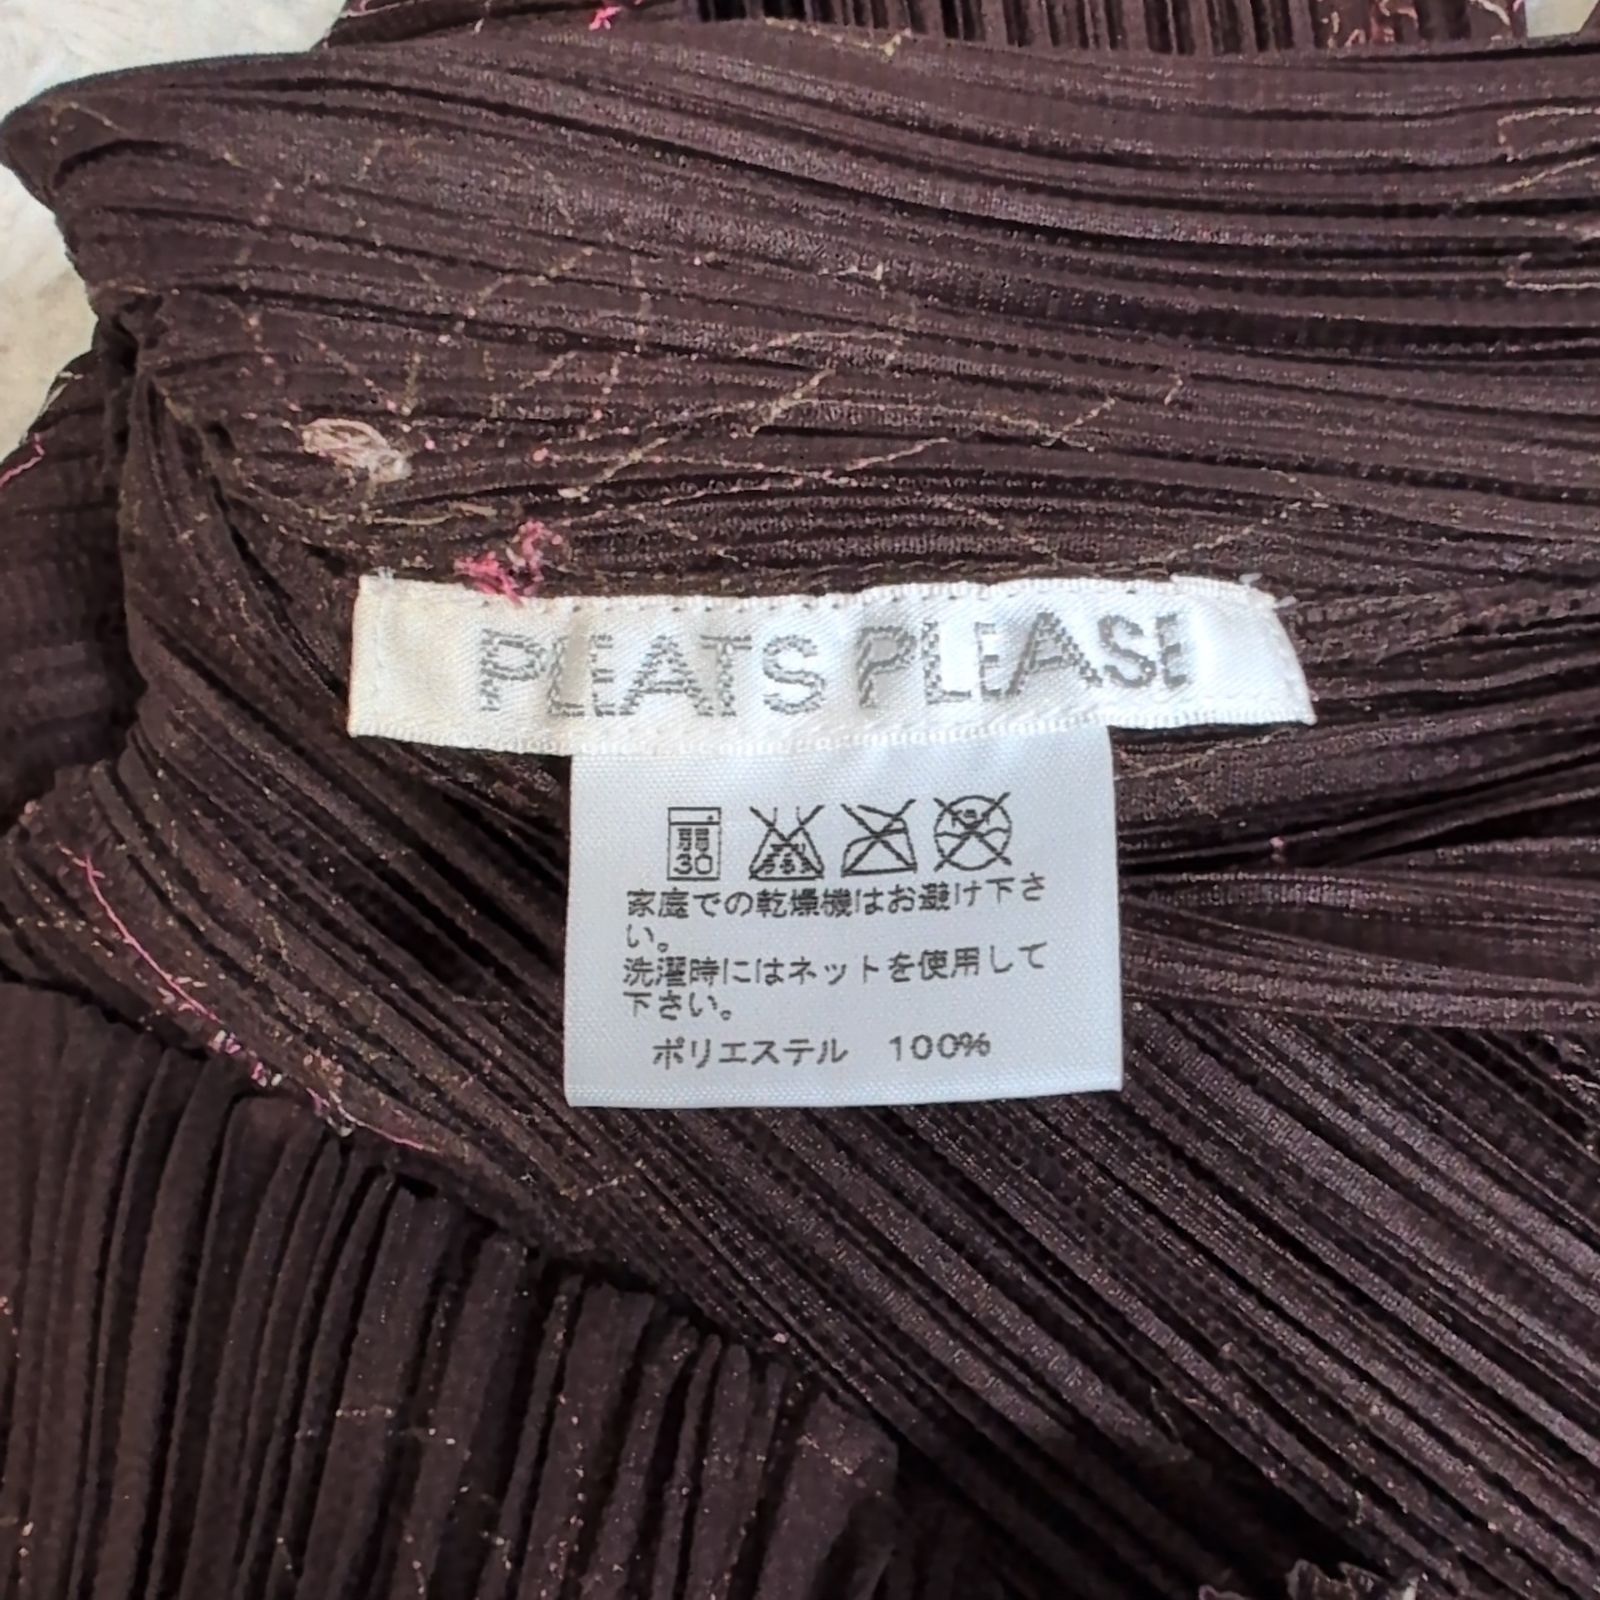 PLEATS PLEASE
弱
30
家庭での乾燥機はお避け下さ
い。
洗濯時にはネットを使用して
下さい。
ポリエステル 100%